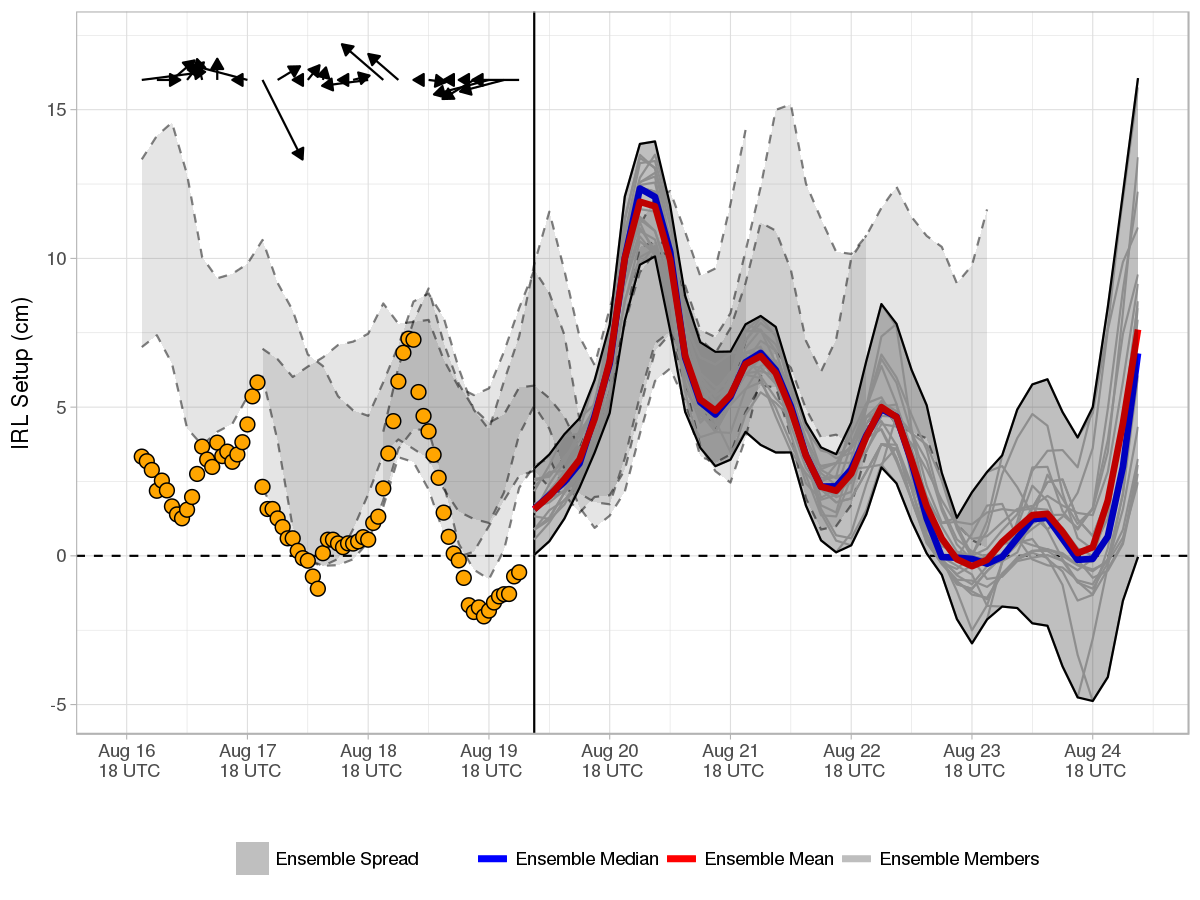 IRL Setup (cm)
15
10
5
0
-5
Aug 16
18 UTC
Aug 17
18 UTC
Aug 18
18 UTC
Aug 19
18 UTC
Aug 20
18 UTC
Aug 21
18 UTC
Aug 22
18 UTC
Aug 23
18 UTC
Aug 24
18 UTC
Ensemble Spread
Ensemble Median
Ensemble Mean
Ensemble Members